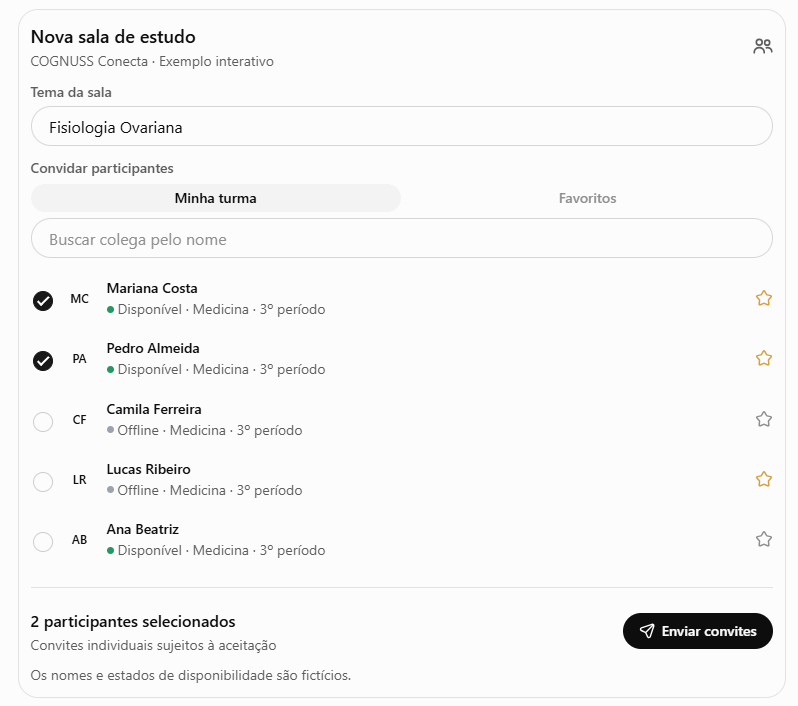 Nova sala de estudo
COGNUSS Conecta · Exemplo interativo
Tema da sala
Fisiologia Ovariana
Convidar participantes
Minha turma
Favoritos
Buscar colega pelo nome
MC
Mariana Costa
Disponível · Medicina · 3º período
PA
Pedro Almeida
Disponível · Medicina · 3º período
CF
Camila Ferreira
Offline · Medicina · 3º período
LR
Lucas Ribeiro
Offline · Medicina · 3º período
AB
Ana Beatriz
Disponível · Medicina · 3º período
2 participantes selecionados
Convites individuais sujeitos à aceitação
Enviar convites
Os nomes e estados de disponibilidade são fictícios.